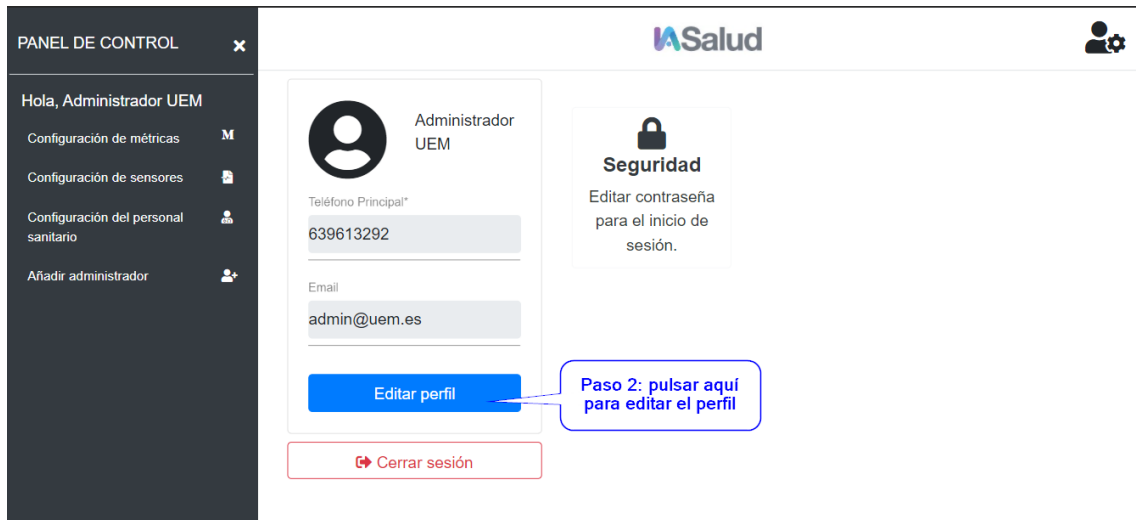 PANEL DE CONTROL
Hola, Administrador UEM
Configuración de métricas M
Configuración de sensores
Configuración del personal
sanitario
Añadir administrador
IASalud
Administrador
UEM
Teléfono Principal*
639613292
Email
admin@uem.es
Editar perfil
Cerrar sesión
Seguridad
Editar contraseña
para el inicio de
sesión.
Paso 2: pulsar aquí
para editar el perfil